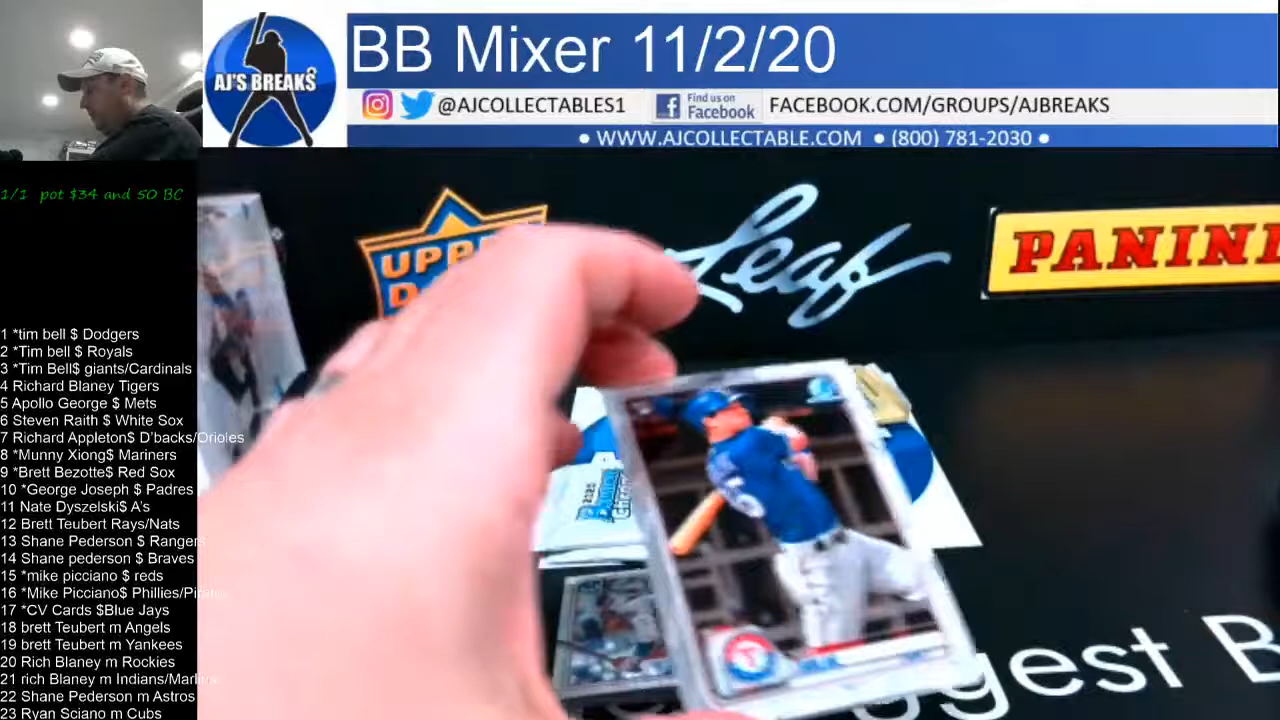 BB Mixer 11/2/20
AJ'S BREAKS
@AJCOLLECTABLES1
Find us on
Facebook
FACEBOOK.COM/GROUPS/AJBREAKS
● WWW.AJCOLLECTABLE.COM ● (800) 781-2030 ●
1/1 pot $34 and 50 BC
UPP
D
Leaf
PANINI
1 *tim bell $ Dodgers
2 *Tim bell $ Royals
3 *Tim Bell$ giants/Cardinals
4 Richard Blaney Tigers
5 Apollo George $ Mets
6 Steven Raith $ White Sox
7 Richard Appleton$ D'backs/Orioles
8 *Munny Xiong$ Mariners
9 *Brett Bezotte$ Red Sox
10 *George Joseph $ Padres
11 Nate Dyszelski$ A's
12 Brett Teubert Rays/Nats
13 Shane Pederson $ Rangers
14 Shane pederson $ Braves
15 *mike picciano $ reds
16 *Mike Picciano$ Phillies/Pirates
17 *CV Cards $Blue Jays
18 brett Teubert m Angels
19 brett Teubert m Yankees
20 Rich Blaney m Rockies
21 rich Blaney m Indians/Marlins
22 Shane Pederson m Astros
23 Ryan Sciano m Cubs
2020
Bowman
Chrome
ggest B